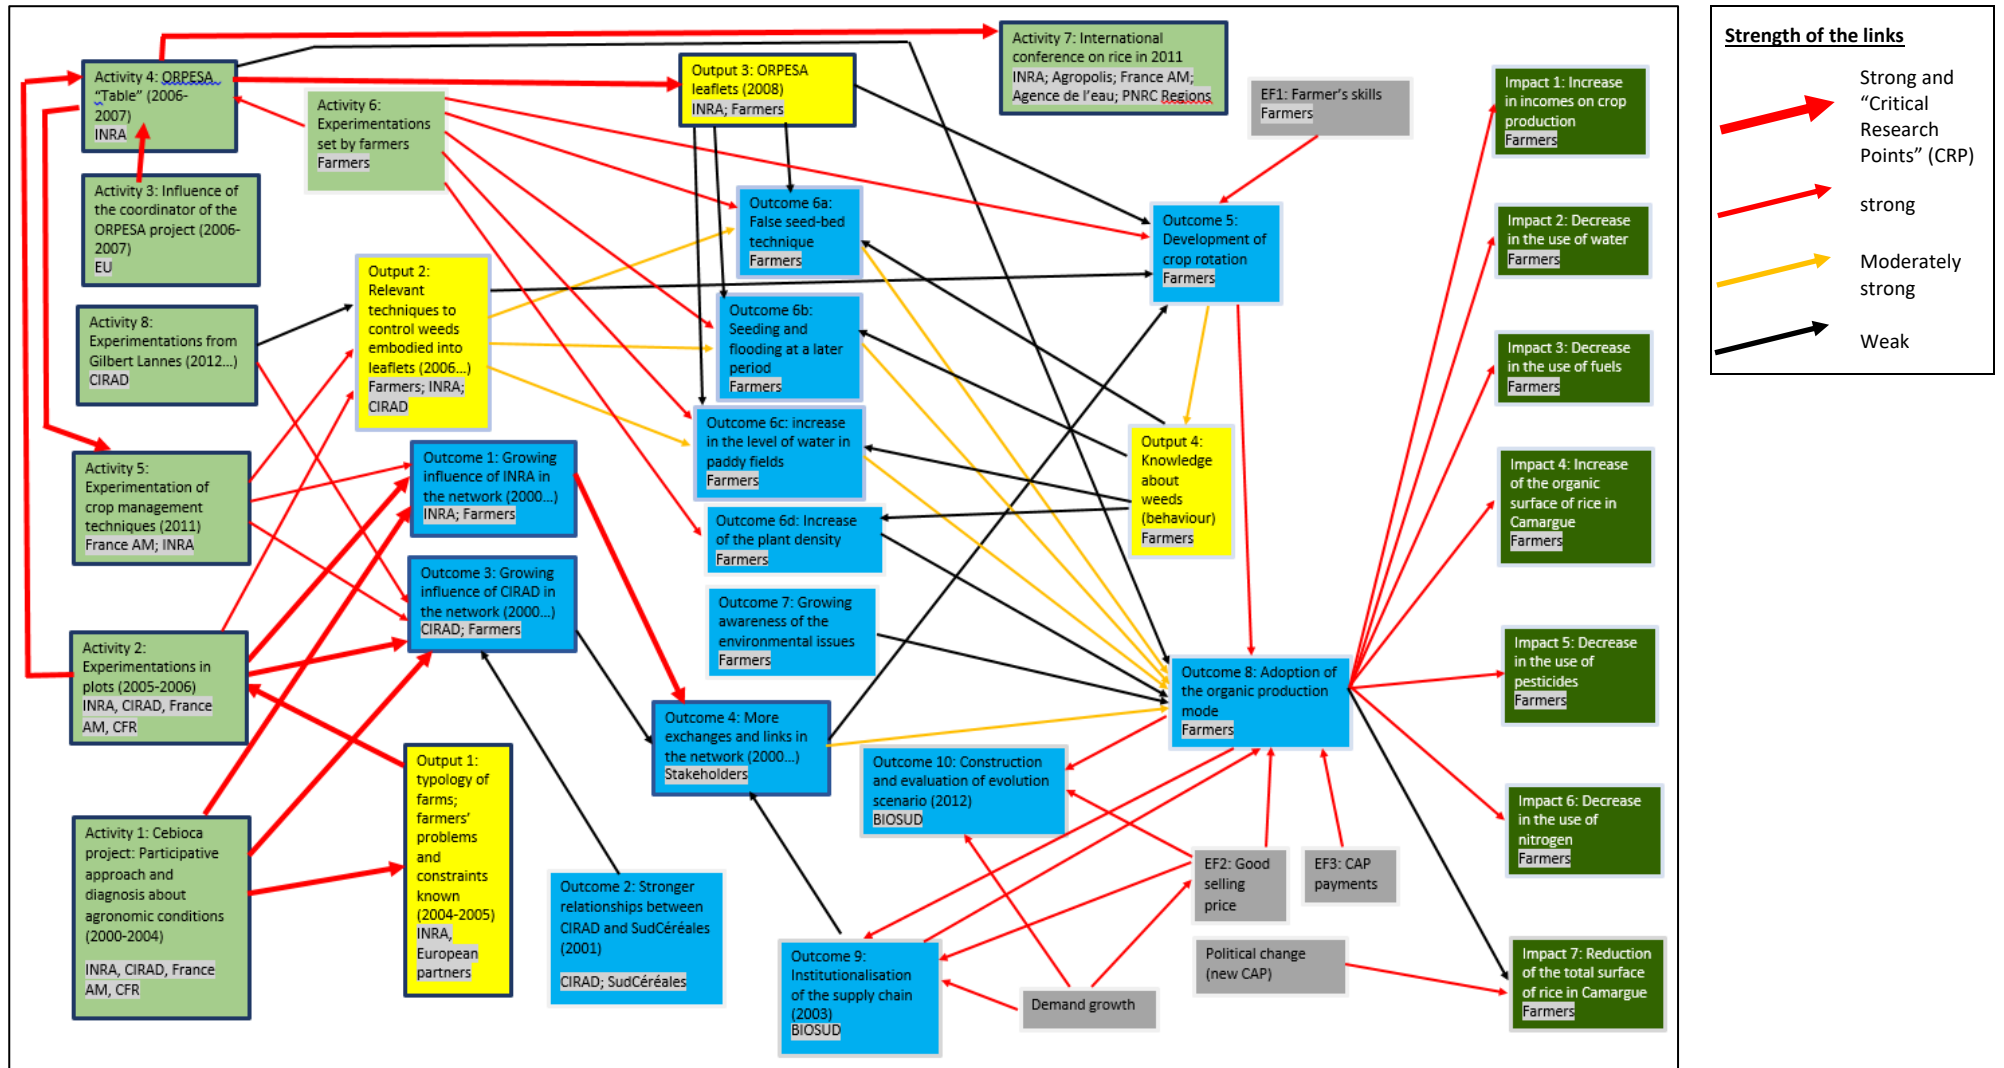 Activity 4: ORPESA
"Table" (2006-
2007)
INRA
Activity 3: Influence of
the coordinator of the
ORPESA project (2006-
2007)
EU
Activity 8:
Experimentations from
Gilbert Lannes (2012...)
CIRAD
Activity 5:
Experimentation of
crop management
techniques (2011)
France AM; INRA
Activity 2:
Experimentations in
plots (2005-2006)
INRA, CIRAD, France
AM, CFR
Activity 1: Cebioca
project: Participative
approach and
diagnosis about
agronomic conditions
(2000-2004)
INRA, CIRAD, France
AM, CFR
Activity 6:
Experimentations
set by farmers
Farmers
Output 2:
Relevant
techniques to
control weeds
embodied into
leaflets (2006...)
Farmers; INRA;
CIRAD
Outcome 1: Growing
influence of INRA in
the network (2000...)
INRA; Farmers
Outcome 3: Growing
influence of CIRAD in
the network (2000...)
CIRAD; Farmers
Output 1:
typology of
farms;
farmers'
problems
and
constraints
known
(2004-2005)
INRA,
European
partners
Outcome 2: Stronger
relationships between
CIRAD and SudCéréales
(2001)
CIRAD; SudCéréales
Output 3: ORPESA
leaflets (2008)
INRA; Farmers
Outcome 6a:
False seed-bed
technique
Farmers
Outcome 6b:
Seeding and
flooding at a later
period
Farmers
Outcome 6c: increase
in the level of water in
paddy fields
Farmers
Outcome 6d: Increase
of the plant density
Farmers
Outcome 7: Growing
awareness of the
environmental issues
Farmers
Outcome 4: More
exchanges and links in
the network (2000...)
Stakeholders
Outcome 10: Construction
and evaluation of evolution
scenario (2012)
BIOSUD
Outcome 9:
Institutionalisation
of the supply chain
(2003)
BIOSUD
Activity 7: International
conference on rice in 2011
INRA; Agropolis; France AM;
Agence de l'eau; PNRC Regions
EF1: Farmer's skills
Farmers
Outcome 5:
Development of
crop rotation
Farmers
Output 4:
Knowledge
about
weeds
(behaviour)
Farmers
Outcome 8: Adoption of
the organic production
mode
Farmers
EF2: Good
selling
price
EF3: CAP
payments
Political change
(new CAP)
Demand growth
Impact 1: Increase
in incomes on crop
production
Farmers
Impact 2: Decrease
in the use of water
Farmers
Impact 3: Decrease
in the use of fuels
Farmers
Impact 4: Increase
of the organic
surface of rice in
Camargue
Farmers
Impact 5: Decrease
in the use of
pesticides
Farmers
Impact 6: Decrease
in the use of
nitrogen
Farmers
Impact 7: Reduction
of the total surface
of rice in Camargue
Farmers
Strength of the links
Strong and
"Critical
Research
Points" (CRP)
strong
Moderately
strong
Weak